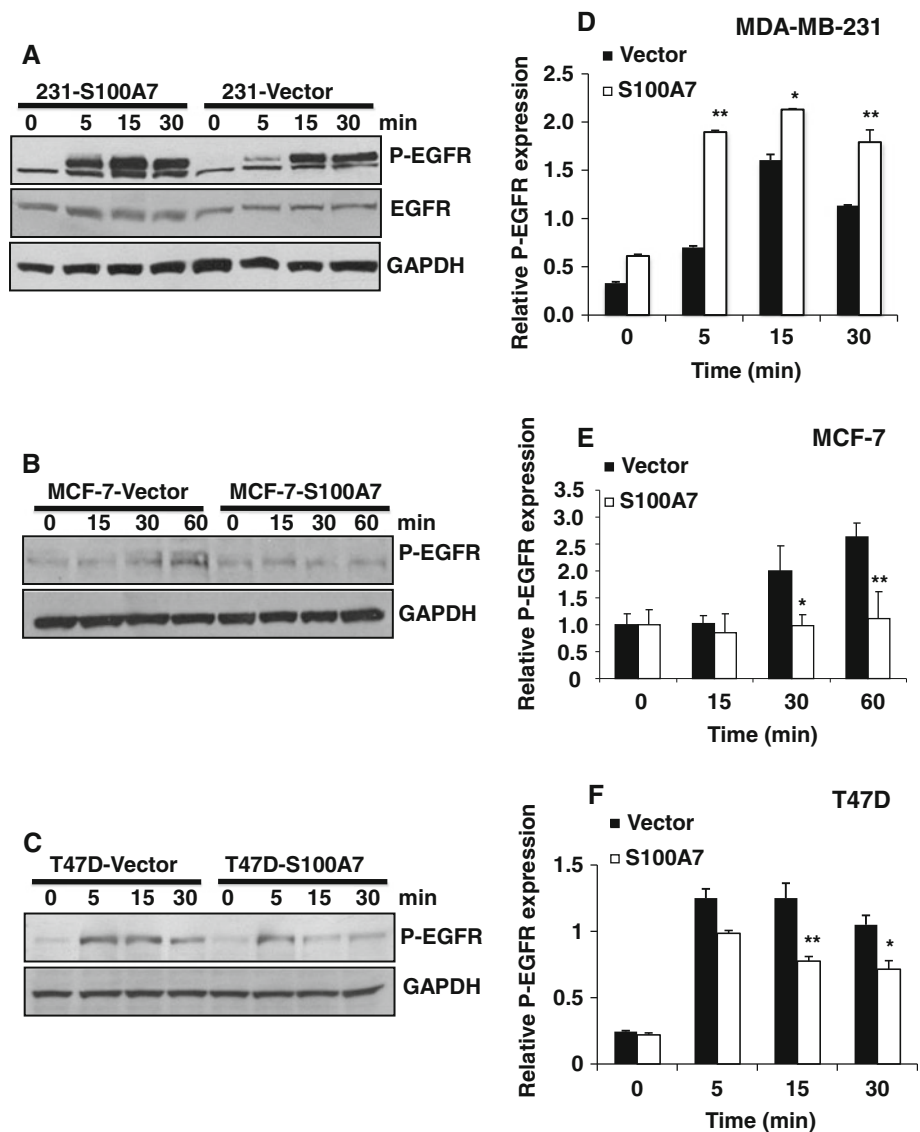 A
231-S100A7 231-Vector
0 5 15 30 0 5 15 30 min
P-EGFR
EGFR
GAPDH
B
MCF-7-Vector MCF-7-S100A7
0 15 30 60 0 15 30 60 min
P-EGFR
GAPDH
C
T47D-Vector T47D-S100A7
0 5 15 30 0 5 15 30 min
P-EGFR
GAPDH
D MDA-MB-231
Vector
S100A7
Relative P-EGFR expression
2.5
2.0
1.5
1.0
0.5
0.0
** * **
0 5 15 30
Time (min)
E MCF-7
Vector
S100A7
Relative P-EGFR expression
3.5
3.0
2.5
2.0
1.5
1.0
0.5
0
* **
0 15 30 60
Time (min)
F T47D
Vector
S100A7
Relative P-EGFR expression
1.5
1
0.5
0
** *
0 5 15 30
Time (min)